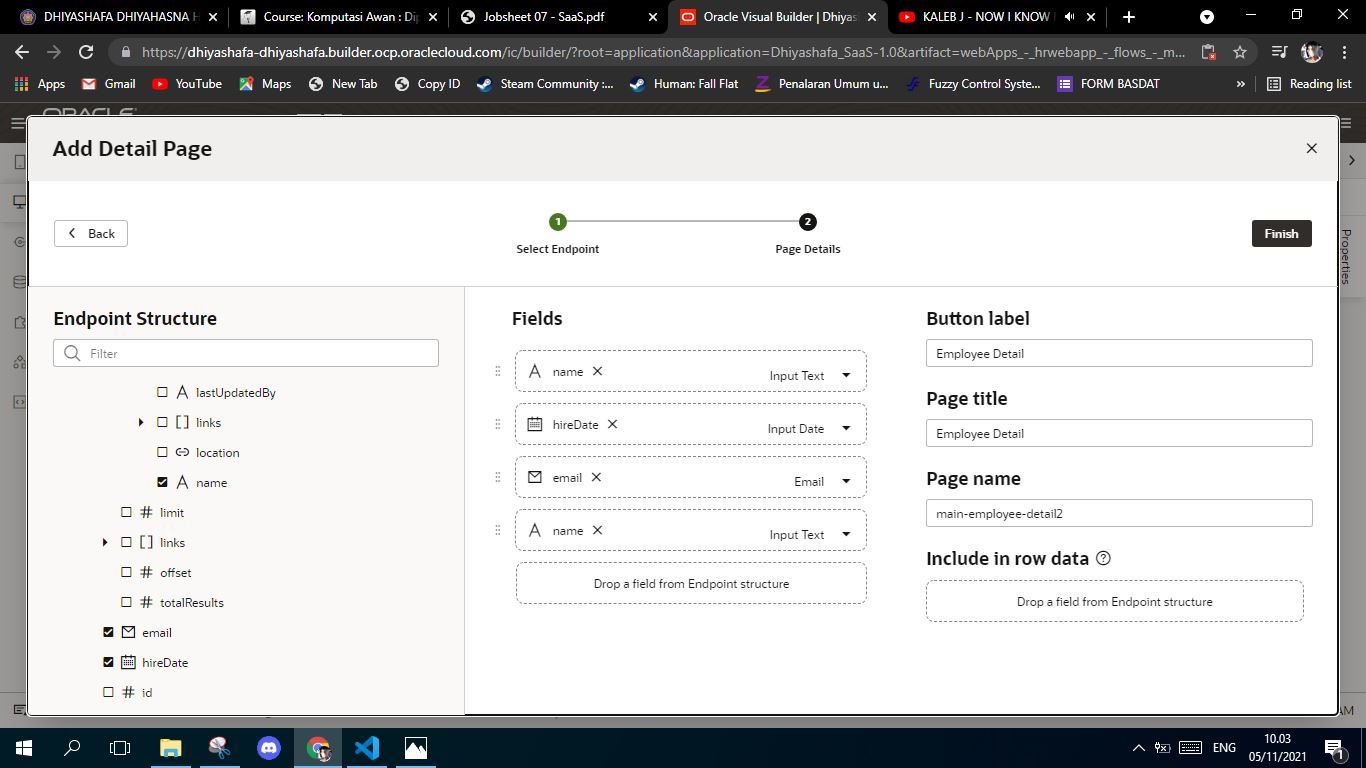 DHIYASHAFA DHIYAHASNA H
Course: Komputasi Awan : Dip
Jobsheet 07 - SaaS.pdf
Oracle Visual Builder | Dhiyash
KALEB J - NOW I KNOW
https://dhiyashafa-dhiyashafa.builder.ocp.oraclecloud.com/ic/builder/?root=application&application=Dhiyashafa_SaaS-1.0&artifact=webApps_-_hrwebapp_-_flows_-_m...
Apps
Gmail
YouTube
Maps
New Tab
Copy ID
Steam Community :...
Human: Fall Flat
Penalaran Umum u...
Fuzzy Control Syste...
FORM BASDAT
»
Reading list
ORACLE
Add Detail Page
Back
1
2
Select Endpoint
Page Details
Finish
Properties
Endpoint Structure
Filter
lastUpdatedBy
links
location
name
limit
links
offset
totalResults
email
hireDate
id
Fields
name
Input Text
hireDate
Input Date
email
Email
name
Input Text
Drop a field from Endpoint structure
Button label
Employee Detail
Page title
Employee Detail
Page name
main-employee-detail2
Include in row data
Drop a field from Endpoint structure
AM
ENG
10.03
05/11/2021
1